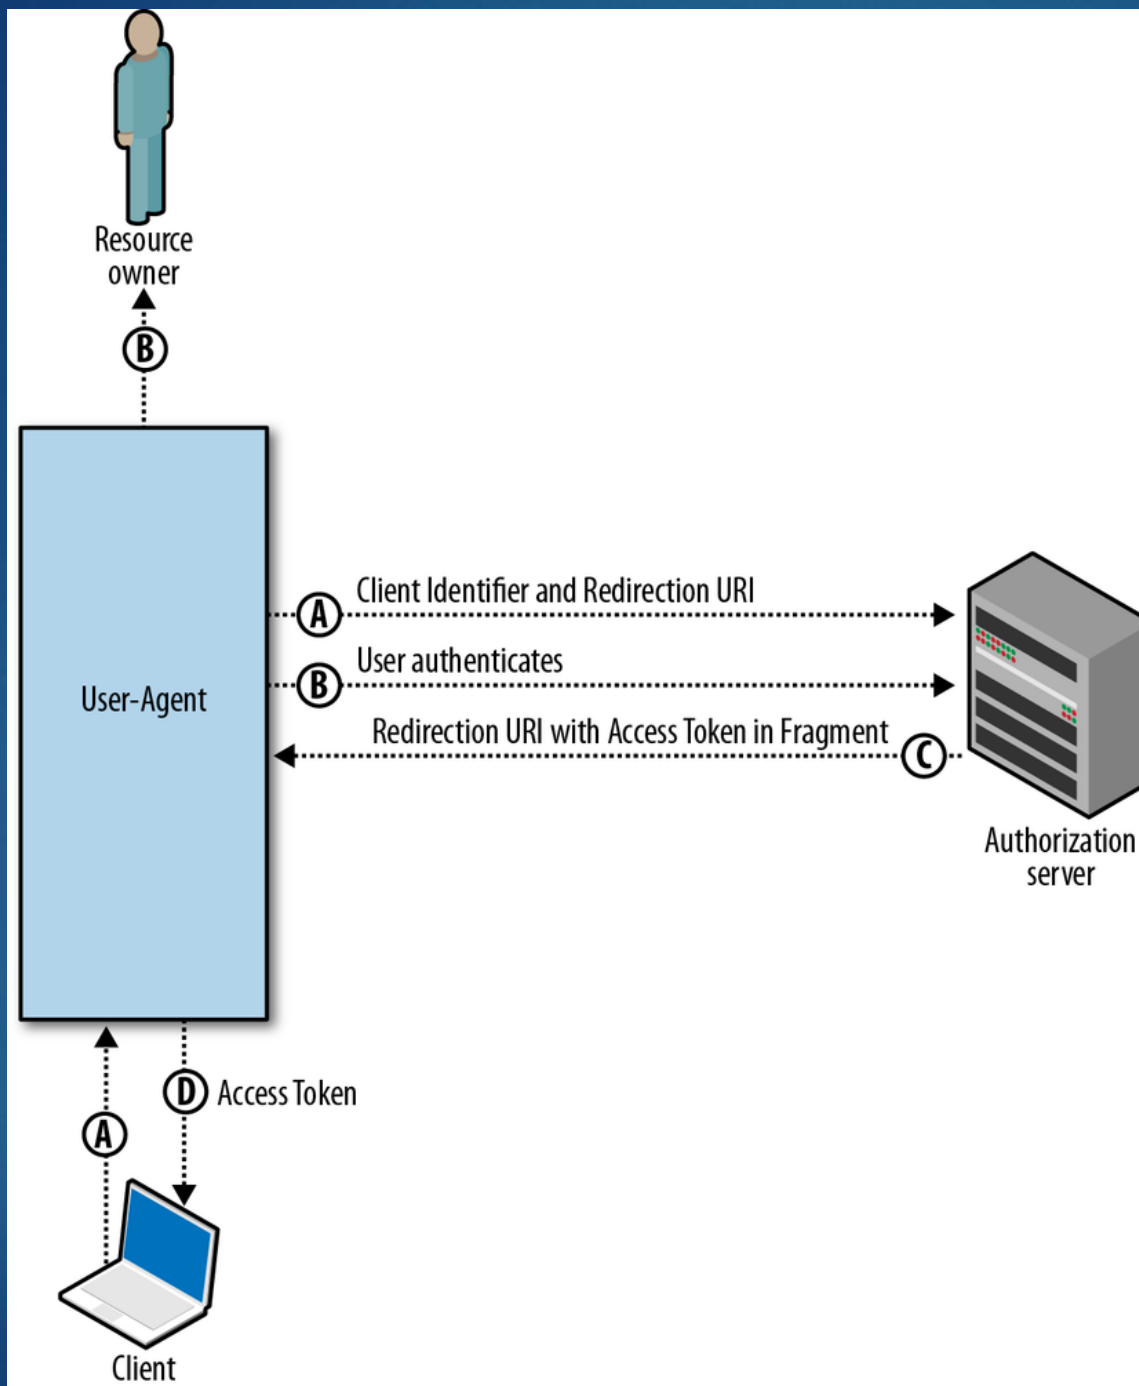 Resource
owner
B
A
Client Identifier and Redirection URI
B
User authenticates
User-Agent
Redirection URI with Access Token in Fragment
C
Authorization
server
D
Access Token
A
Client